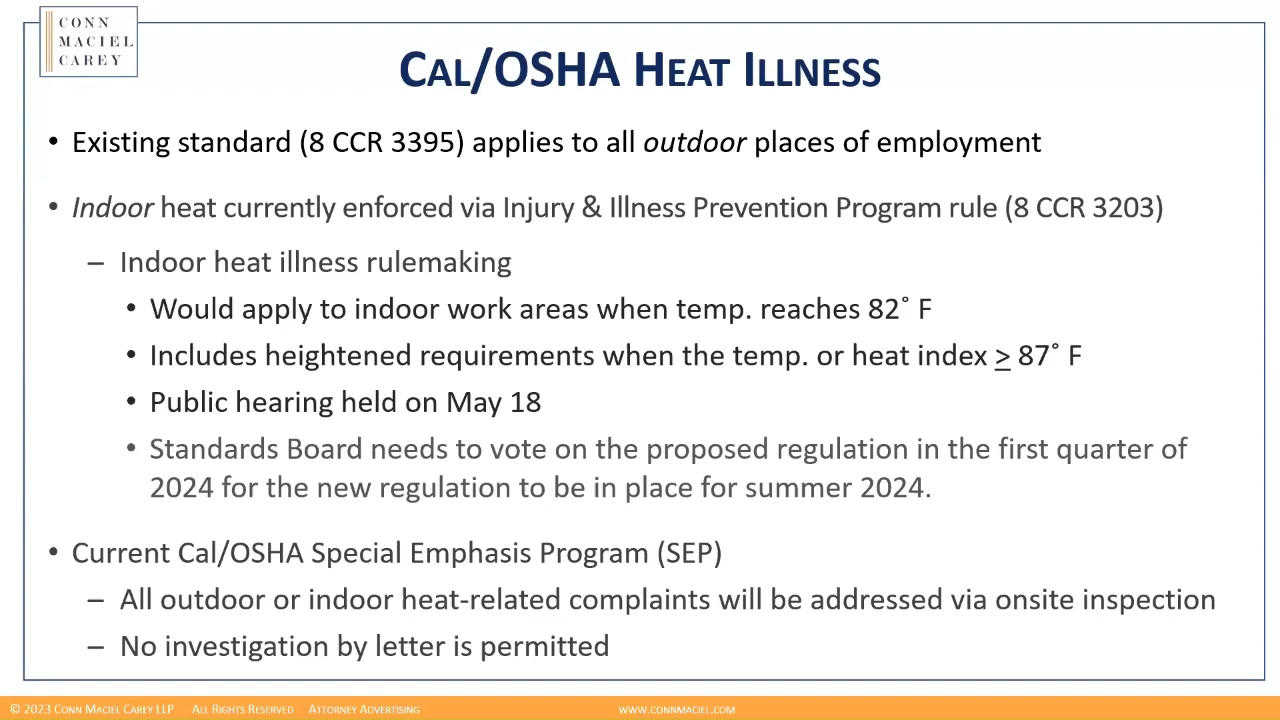 CONN
MACIEL
CAREY
CAL/OSHA HEAT ILLNESS
• Existing standard (8 CCR 3395) applies to all outdoor places of employment
• Indoor heat currently enforced via Injury & Illness Prevention Program rule (8 CCR 3203)
– Indoor heat illness rulemaking
• Would apply to indoor work areas when temp. reaches 82˚ F
• Includes heightened requirements when the temp. or heat index ≥ 87˚ F
• Public hearing held on May 18
• Standards Board needs to vote on the proposed regulation in the first quarter of
2024 for the new regulation to be in place for summer 2024.
• Current Cal/OSHA Special Emphasis Program (SEP)
– All outdoor or indoor heat-related complaints will be addressed via onsite inspection
– No investigation by letter is permitted
© 2023 CONN MACIEL CAREY LLP ALL RIGHTS RESERVED ATTORNEY ADVERTISING WWW.CONNMACIEL.COM